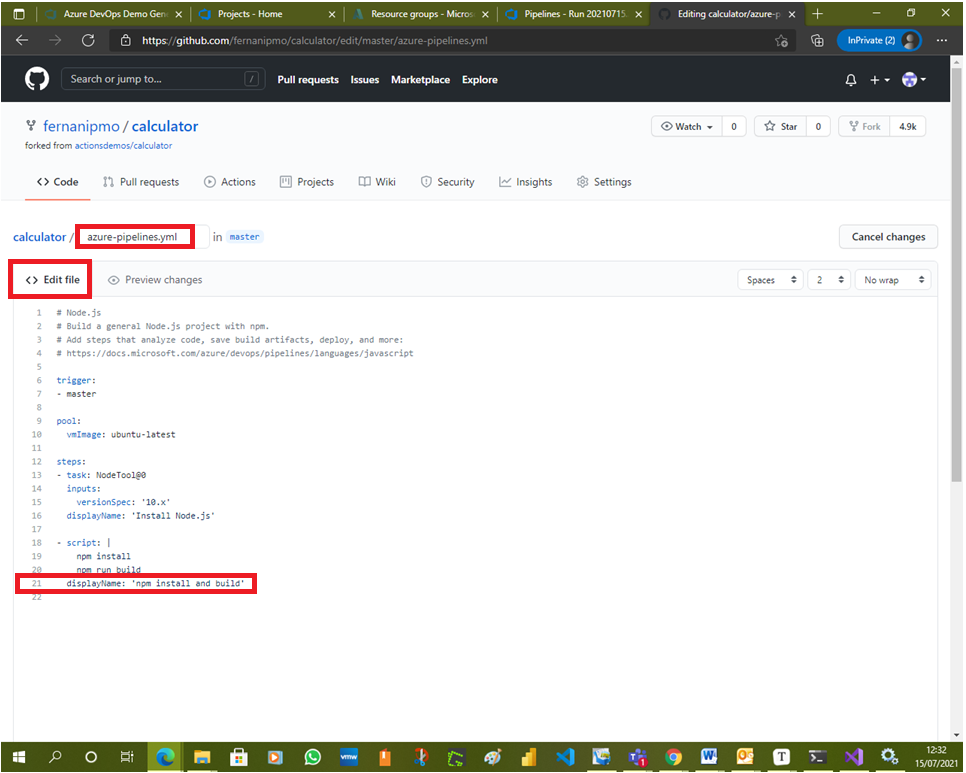 Azure DevOps Demo Gen
Projects - Home
Resource groups - Micros
Pipelines - Run 20210715.
Editing calculator/azure-p
https://github.com/fernanipmo/calculator/edit/master/azure-pipelines.yml
InPrivate (2)
Search or jump to...
/
Pull requests
Issues
Marketplace
Explore
fernanipmo / calculator
forked from actionsdemos/calculator
Watch
0
Star
0
Fork
4.9k
Code
Pull requests
Actions
Projects
Wiki
Security
Insights
Settings
calculator / azure-pipelines.yml in master
Cancel changes
Edit file
Preview changes
Spaces
2
No wrap
1 # Node.js
2 # Build a general Node.js project with npm.
3 # Add steps that analyze code, save build artifacts, deploy, and more:
4 # https://docs.microsoft.com/azure/devops/pipelines/languages/javascript
5
6 trigger:
7 - master
8
9 pool:
10   vmImage: ubuntu-latest
11
12 steps:
13 - task: NodeTool@0
14   inputs:
15     versionSpec: '10.x'
16   displayName: 'Install Node.js'
17
18 - script: |
19     npm install
20     npm run build
21   displayName: 'npm install and build'
22
vmw
1
T
12:32
15/07/2021